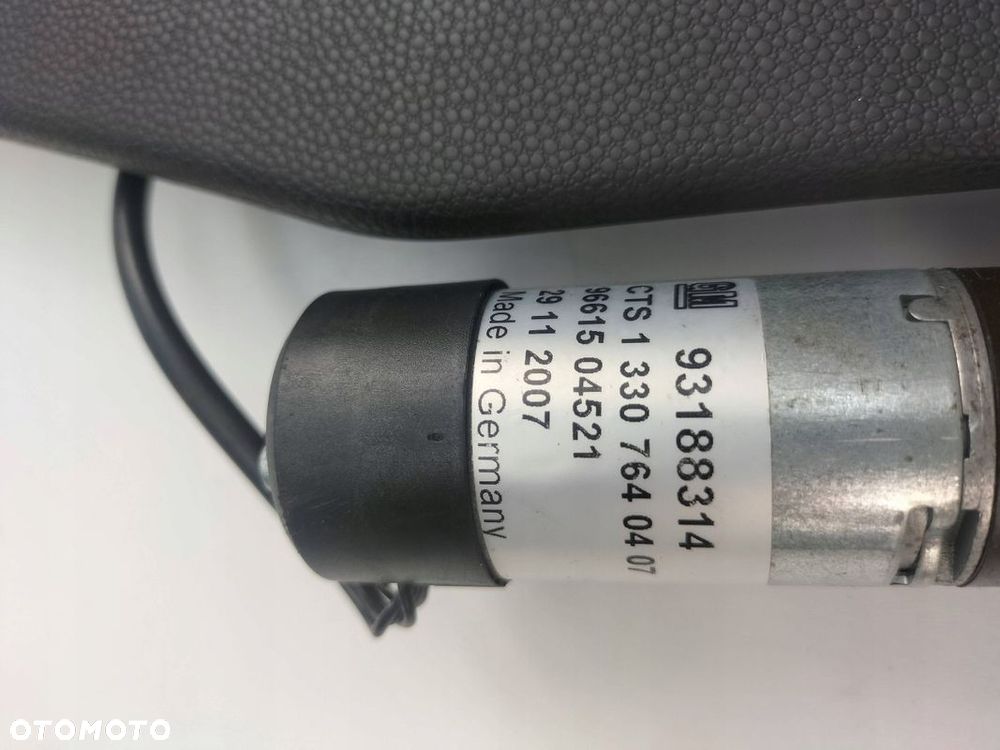 GM 93188314
CTS 1 330 764 04 07
96615 04521
29 11 2007
Made in Germany
OTOMOTO